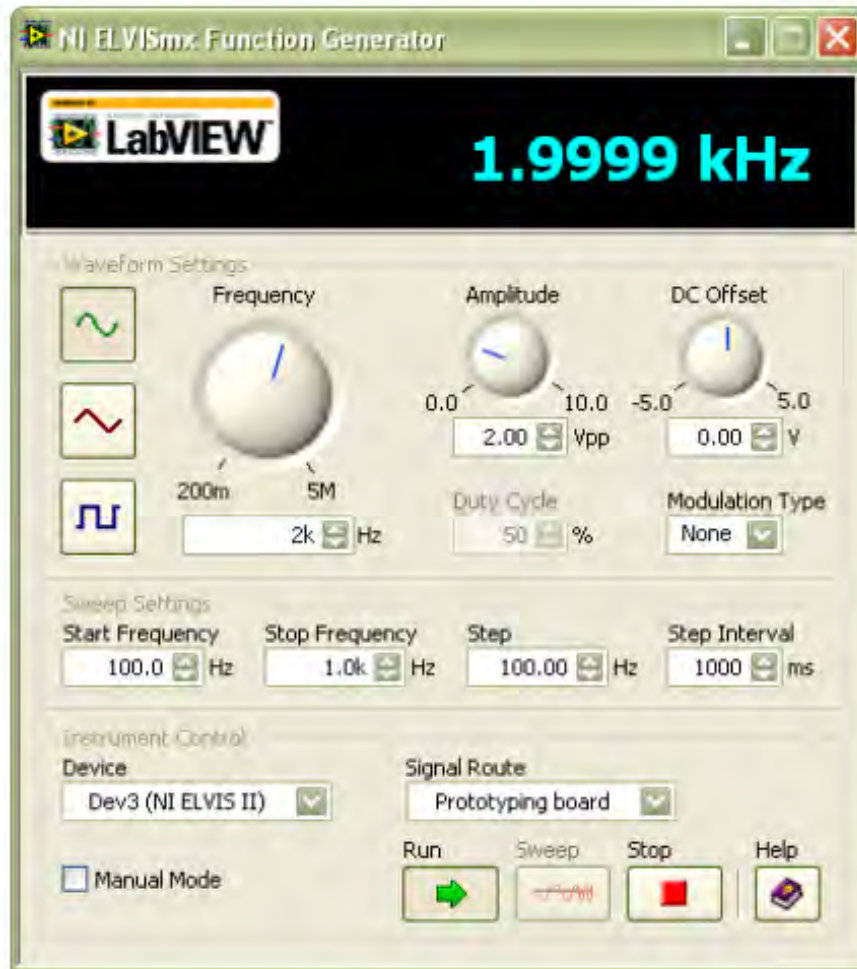 NI ELVISmx Function Generator
LabVIEW™
1.9999 kHz
Waveform Settings
Frequency
Amplitude
DC Offset
0.0 10.0
-5.0 5.0
200m 5M
2.00 Vpp
0.00 V
2k Hz
Duty Cycle
50 %
Modulation Type
None
Sweep Settings
Start Frequency
Stop Frequency
Step
Step Interval
100.0 Hz
1.0k Hz
100.00 Hz
1000 ms
Instrument Control
Device
Signal Route
Dev3 (NI ELVIS II)
Prototyping board
Run
Sweep
Stop
Help
Manual Mode